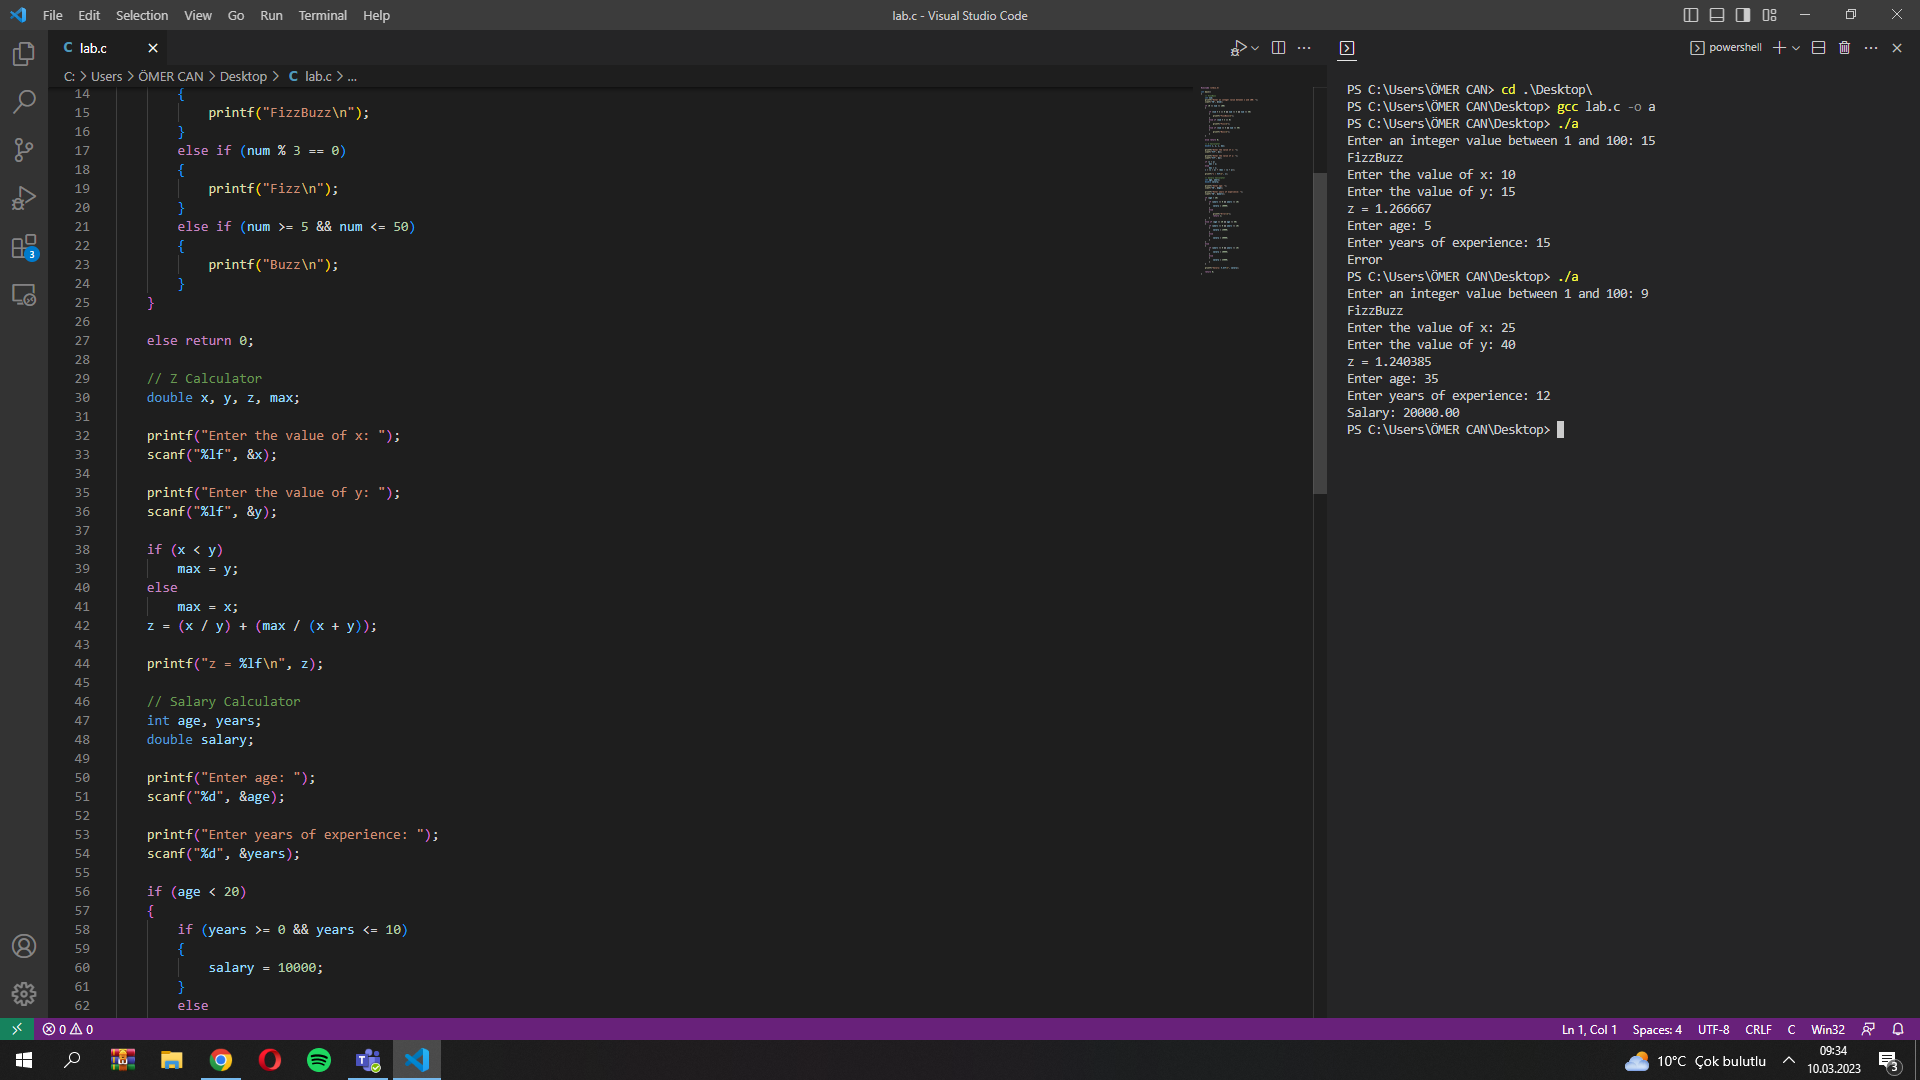 File Edit Selection View Go Run Terminal Help
lab.c - Visual Studio Code
C lab.c
C: > Users > ÖMER CAN > Desktop > C lab.c > ...
14 {
15 printf("FizzBuzz\n");
16 }
17 else if (num % 3 == 0)
18 {
19 printf("Fizz\n");
20 }
21 else if (num >= 5 && num <= 50)
22 {
23 printf("Buzz\n");
24 }
25 }
26
27 else return 0;
28
29 // Z Calculator
30 double x, y, z, max;
31
32 printf("Enter the value of x: ");
33 scanf("%lf", &x);
34
35 printf("Enter the value of y: ");
36 scanf("%lf", &y);
37
38 if (x < y)
39 max = y;
40 else
41 max = x;
42 z = (x / y) + (max / (x + y));
43
44 printf("z = %lf\n", z);
45
46 // Salary Calculator
47 int age, years;
48 double salary;
49
50 printf("Enter age: ");
51 scanf("%d", &age);
52
53 printf("Enter years of experience: ");
54 scanf("%d", &years);
55
56 if (age < 20)
57 {
58 if (years >= 0 && years <= 10)
59 {
60 salary = 10000;
61 }
62 else
powershell
PS C:\Users\ÖMER CAN> cd .\Desktop\
PS C:\Users\ÖMER CAN\Desktop> gcc lab.c -o a
PS C:\Users\ÖMER CAN\Desktop> ./a
Enter an integer value between 1 and 100: 15
FizzBuzz
Enter the value of x: 10
Enter the value of y: 15
z = 1.266667
Enter age: 5
Enter years of experience: 15
Error
PS C:\Users\ÖMER CAN\Desktop> ./a
Enter an integer value between 1 and 100: 9
FizzBuzz
Enter the value of x: 25
Enter the value of y: 40
z = 1.240385
Enter age: 35
Enter years of experience: 12
Salary: 20000.00
PS C:\Users\ÖMER CAN\Desktop>
3
0 0
Ln 1, Col 1 Spaces: 4 UTF-8 CRLF C Win32
10°C Çok bulutlu
09:34
10.03.2023
3